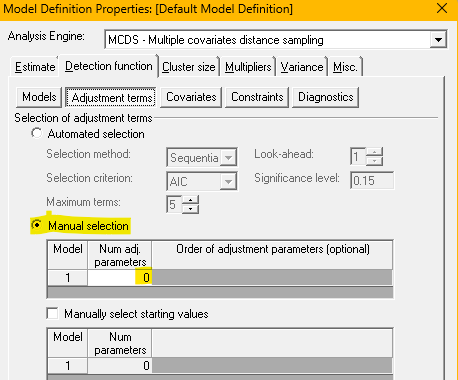 Model Definition Properties: [Default Model Definition]
Analysis Engine: MCDS - Multiple covariates distance sampling
Estimate Detection function Cluster size Multipliers Variance Misc.
Models Adjustment terms Covariates Constraints Diagnostics
Selection of adjustment terms
Automated selection
Selection method: Sequentia Look-ahead: 1
Selection criterion: AIC Significance level: 0.15
Maximum terms: 5
Manual selection
Model Num adj. parameters Order of adjustment parameters (optional)
1 0
Manually select starting values
Model Num parameters
1 0